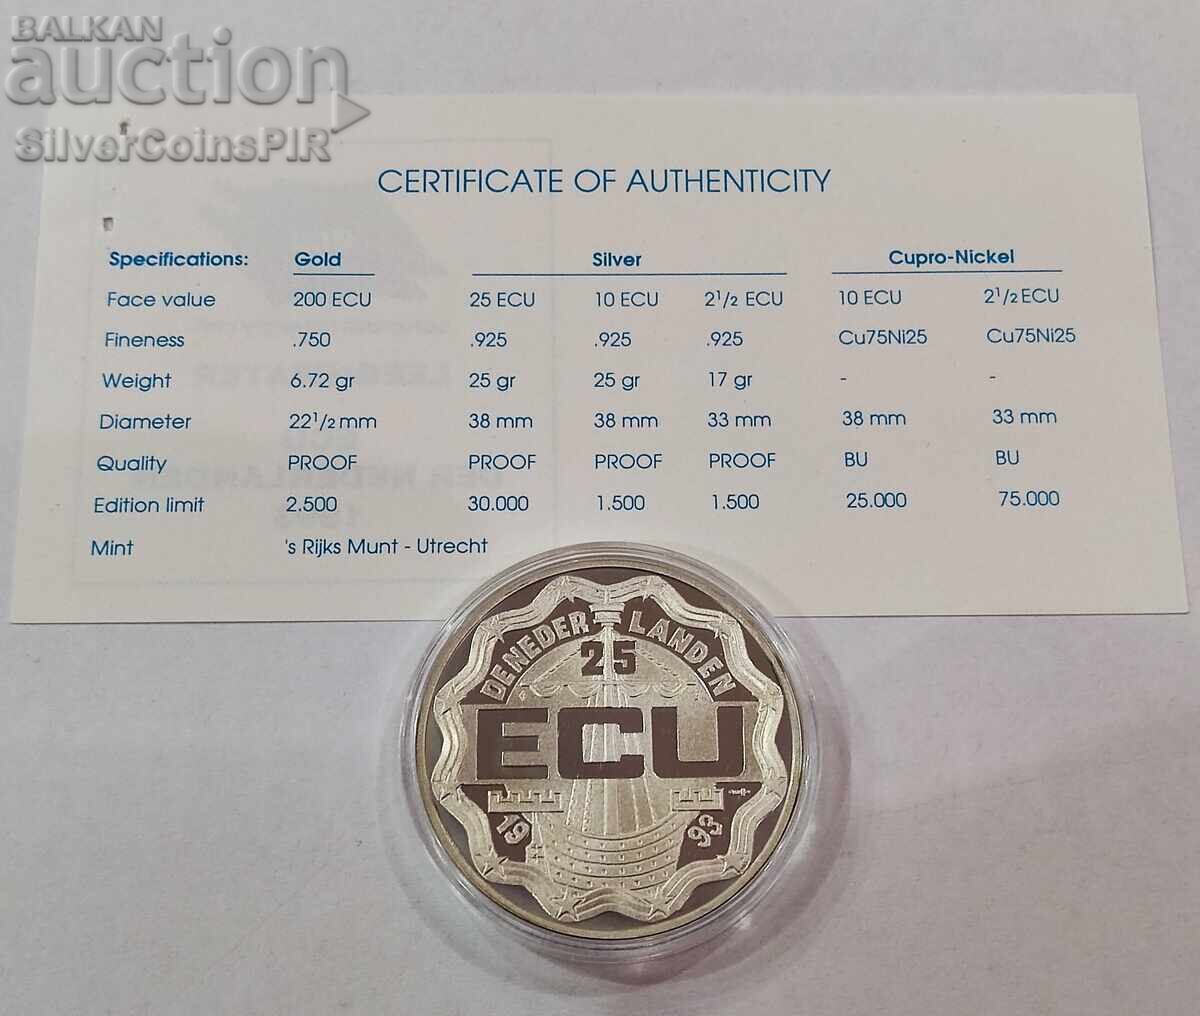 BALKAN
auction
SilverCoinsPIR
CERTIFICATE OF AUTHENTICITY
Specifications: Gold Silver Cupro-Nickel
Face value 200 ECU 25 ECU 10 ECU 2 1/2 ECU 10 ECU 2 1/2 ECU
Fineness .750 .925 .925 .925 Cu75Ni25 Cu75Ni25
Weight 6.72 gr 25 gr 25 gr 17 gr - -
Diameter 22 1/2 mm 38 mm 38 mm 33 mm 38 mm 33 mm
Quality PROOF PROOF PROOF PROOF BU BU
Edition limit 2.500 30.000 1.500 1.500 25.000 75.000
Mint 's Rijks Munt - Utrecht
DE NEDERLANDEN
25
ECU
1993